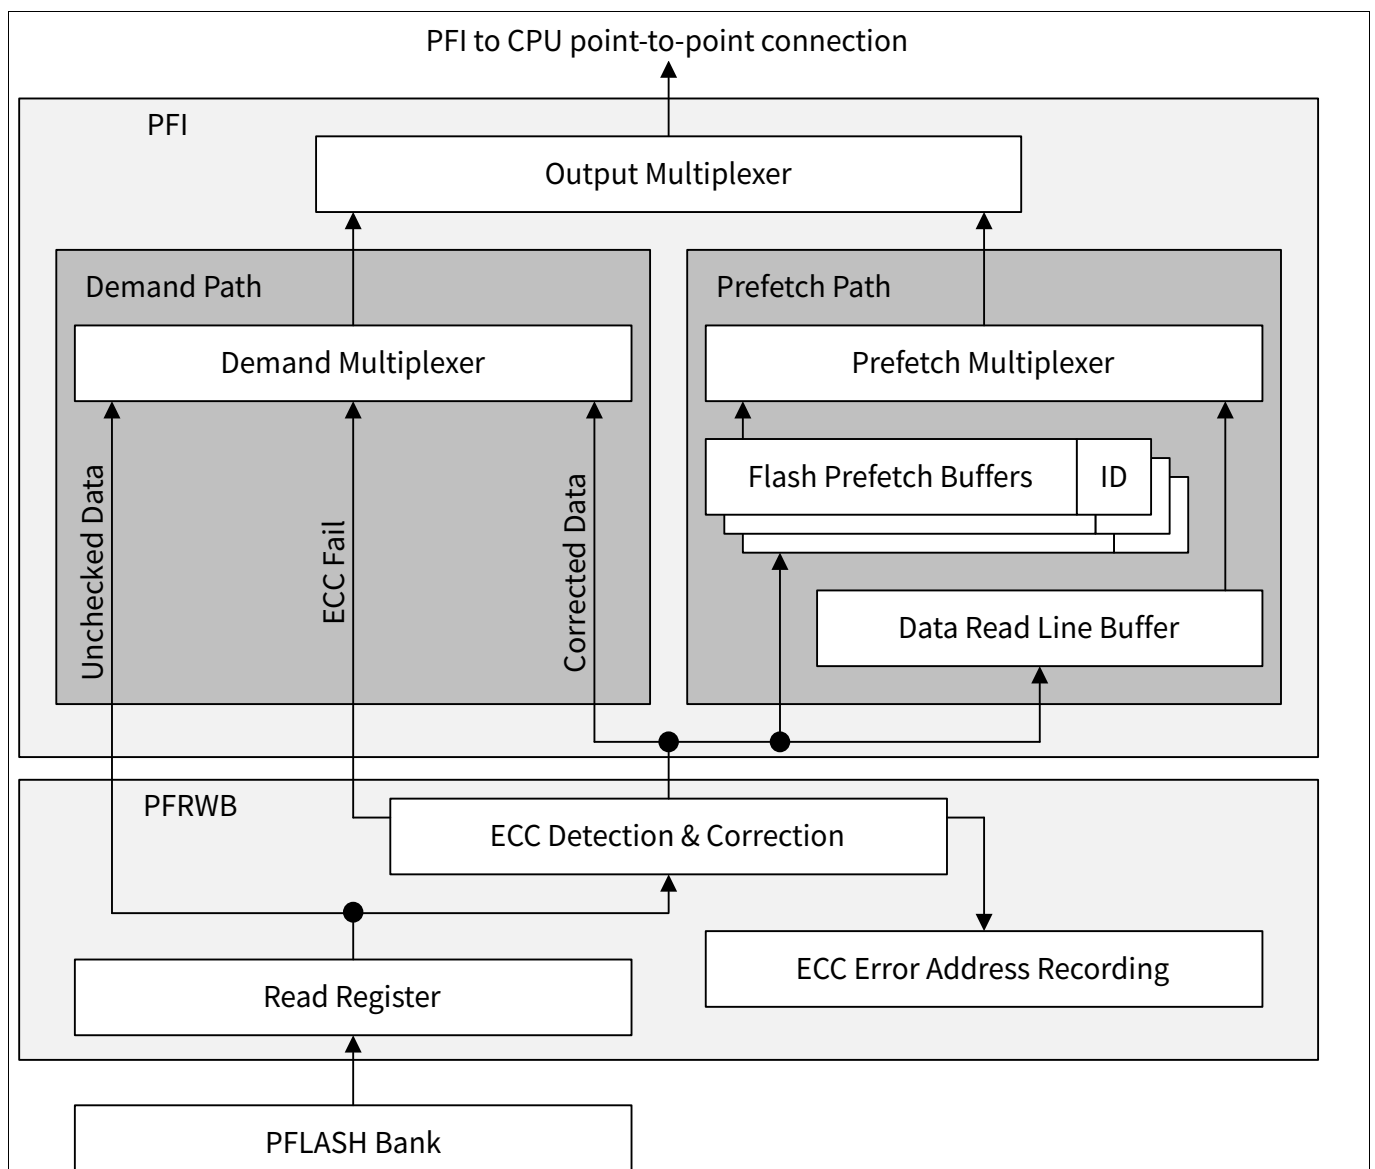 PFI to CPU point-to-point connection
PFI
Output Multiplexer
Demand Path
Prefetch Path
Demand Multiplexer
Prefetch Multiplexer
Unchecked Data
ECC Fail
Corrected Data
Flash Prefetch Buffers
ID
Data Read Line Buffer
PFRWB
ECC Detection & Correction
ECC Error Address Recording
Read Register
PFLASH Bank